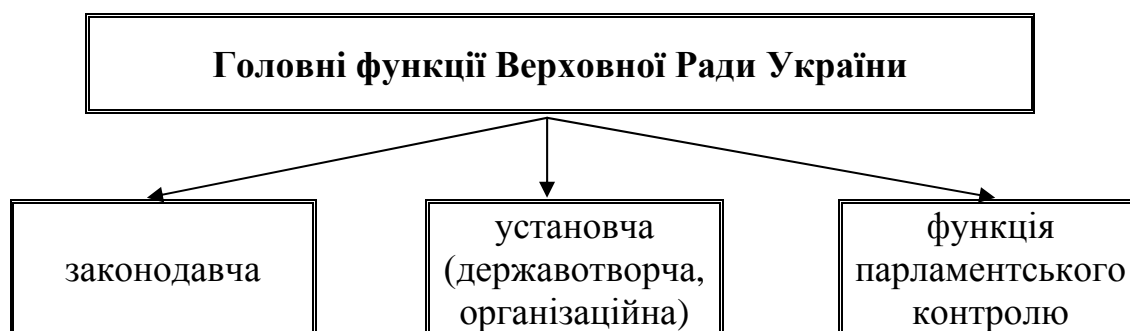 Головні функції Верховної Ради України
законодавча
установча
(державотворча,
організаційна)
функція
парламентського
контролю